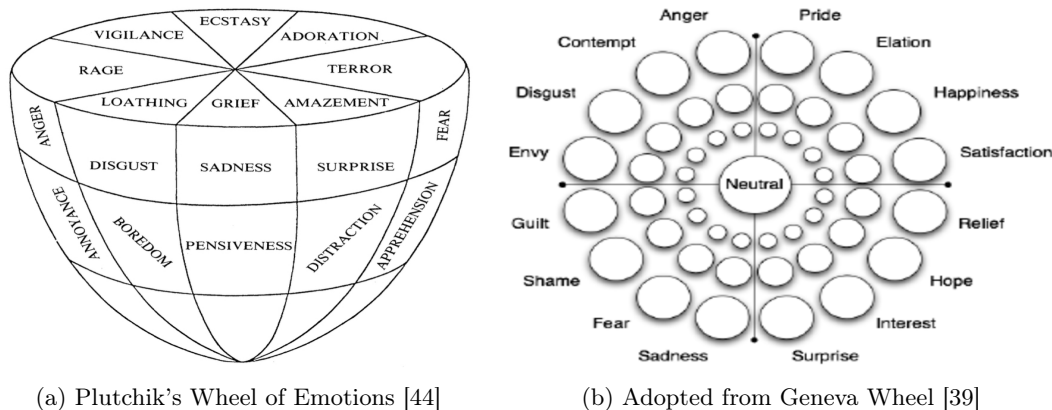 ECSTASY
VIGILANCE
ADORATION
RAGE
TERROR
LOATHING
GRIEF
AMAZEMENT
ANGER
FEAR
DISGUST
SADNESS
SURPRISE
ANNOYANCE
BOREDOM
PENSIVENESS
DISTRACTION
APPREHENSION
(a) Plutchik's Wheel of Emotions [44]
Anger
Pride
Contempt
Elation
Disgust
Happiness
Envy
Satisfaction
Neutral
Guilt
Relief
Shame
Hope
Fear
Interest
Sadness
Surprise
(b) Adopted from Geneva Wheel [39]